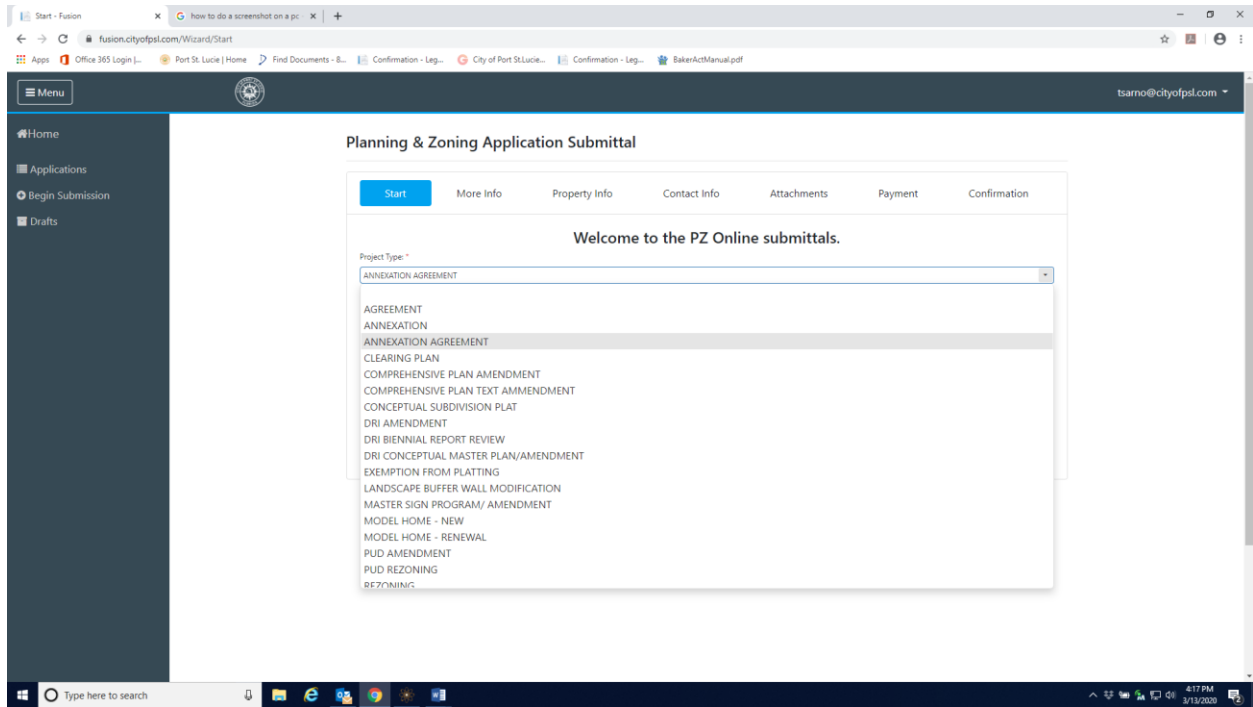 Start - Fusion
how to do a screenshot on a pc
fusion.cityofpsl.com/Wizard/Start
Apps Office 365 Login |... Port St. Lucie | Home Find Documents - B... Confirmation - Leg... City of Port St.Lucie... Confirmation - Leg... BakerActManual.pdf
Menu
tsarno@cityofpsl.com
Home
Applications
Begin Submission
Drafts
Planning & Zoning Application Submittal
Start More Info Property Info Contact Info Attachments Payment Confirmation
Welcome to the PZ Online submittals.
Project Type: *
ANNEXATION AGREEMENT
AGREEMENT
ANNEXATION
ANNEXATION AGREEMENT
CLEARING PLAN
COMPREHENSIVE PLAN AMENDMENT
COMPREHENSIVE PLAN TEXT AMMENDMENT
CONCEPTUAL SUBDIVISION PLAT
DRI AMENDMENT
DRI BIENNIAL REPORT REVIEW
DRI CONCEPTUAL MASTER PLAN/AMENDMENT
EXEMPTION FROM PLATTING
LANDSCAPE BUFFER WALL MODIFICATION
MASTER SIGN PROGRAM/ AMENDMENT
MODEL HOME - NEW
MODEL HOME - RENEWAL
PUD AMENDMENT
PUD REZONING
REZONING
Type here to search
4:17 PM
3/13/2020